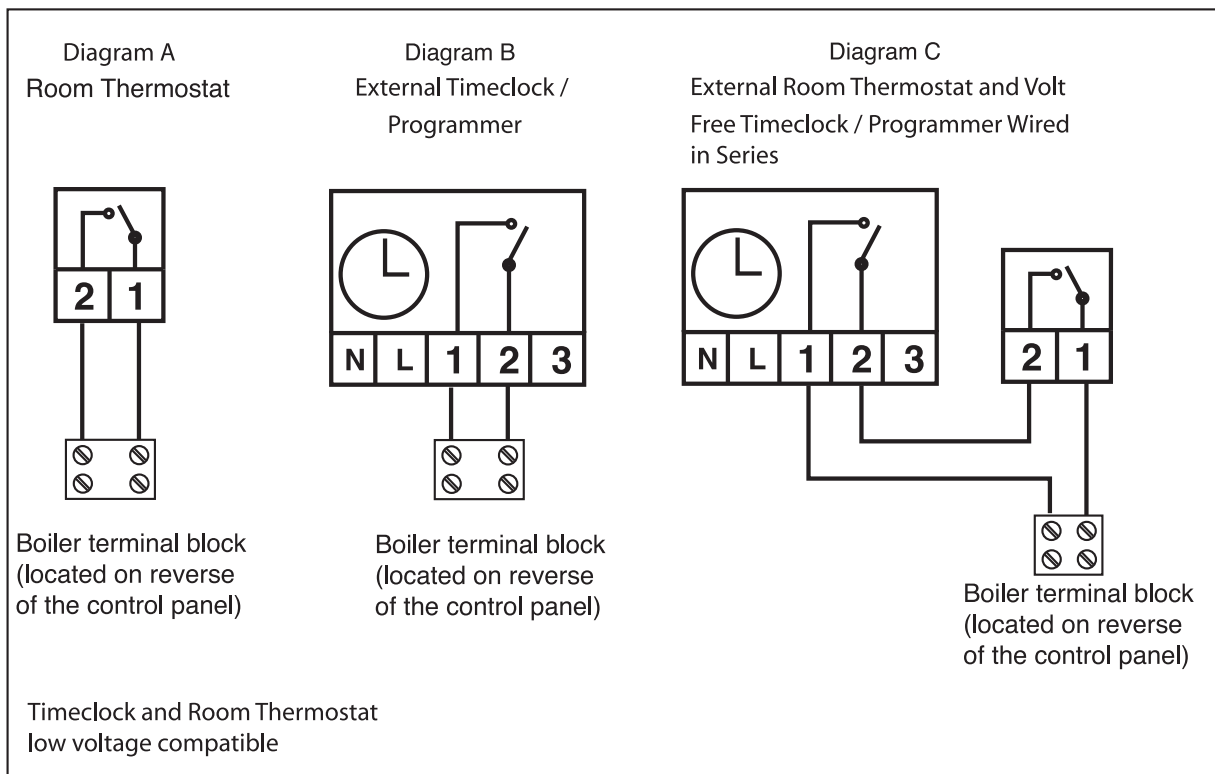 Diagram A
Room Thermostat
2 1
Boiler terminal block
(located on reverse
of the control panel)
Diagram B
External Timeclock /
Programmer
N L 1 2 3
Boiler terminal block
(located on reverse
of the control panel)
Diagram C
External Room Thermostat and Volt
Free Timeclock / Programmer Wired
in Series
N L 1 2 3
2 1
Boiler terminal block
(located on reverse
of the control panel)
Timeclock and Room Thermostat
low voltage compatible